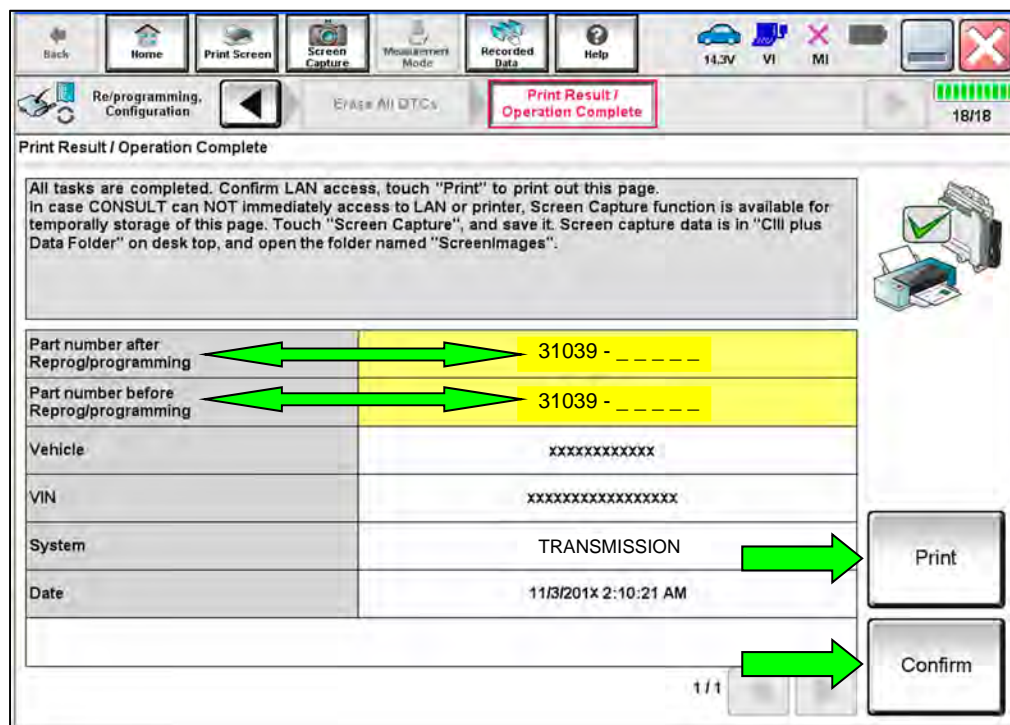 Back
Home
Print Screen
Screen
Capture
Measurement
Mode
Recorded
Data
Help
14.3V
VI
MI
Re/programming,
Configuration
Erase All DTCs
Print Result /
Operation Complete
18/18
Print Result / Operation Complete
All tasks are completed. Confirm LAN access, touch "Print" to print out this page.
In case CONSULT can NOT immediately access to LAN or printer, Screen Capture function is available for
temporally storage of this page. Touch "Screen Capture", and save it. Screen capture data is in "CIII plus
Data Folder" on desk top, and open the folder named "ScreenImages".
Part number after
Reprog/programming
31039 - _ _ _ _ _
Part number before
Reprog/programming
31039 - _ _ _ _ _
Vehicle
xxxxxxxxxxxx
VIN
xxxxxxxxxxxxxxxxx
System
TRANSMISSION
Date
11/3/201X 2:10:21 AM
Print
Confirm
1/1